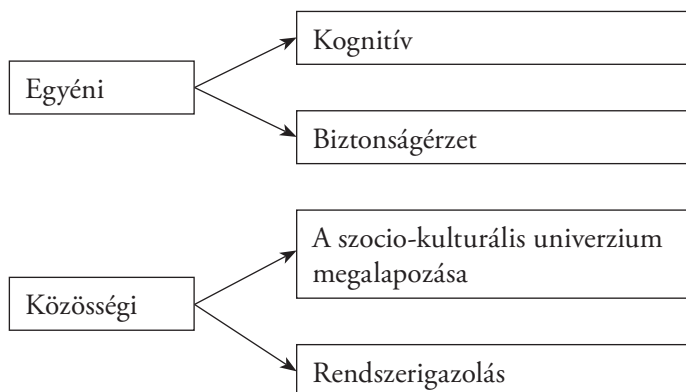 Kognitív
Egyéni
Biztonságérzet
A szocio-kulturális univerzium
megalapozása
Közösségi
Rendszerigazolás